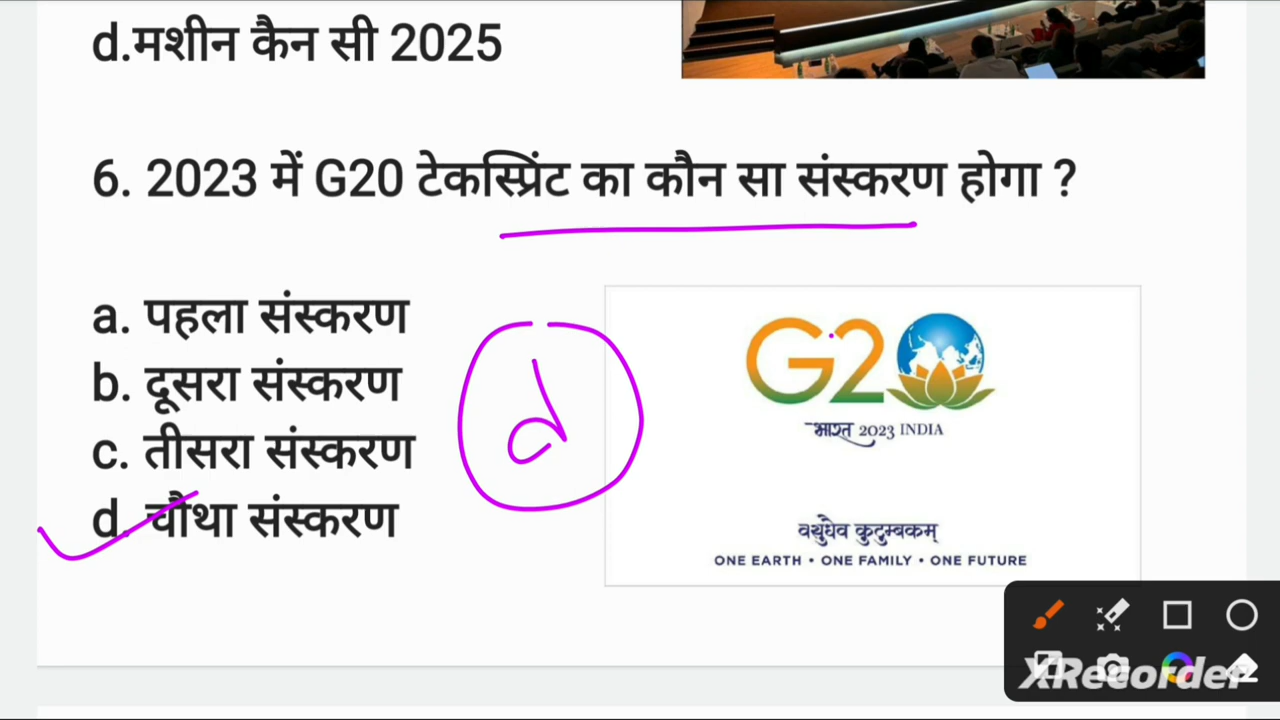 d.मशीन कैन सी 2025
6. 2023 में G20 टेकस्प्रिंट का कौन सा संस्करण होगा ?
a. पहला संस्करण
b. दूसरा संस्करण
c. तीसरा संस्करण
d. चौथा संस्करण
d
G20
भारत 2023 INDIA
वसुधैव कुटुम्बकम्
ONE EARTH • ONE FAMILY • ONE FUTURE
XRecorder